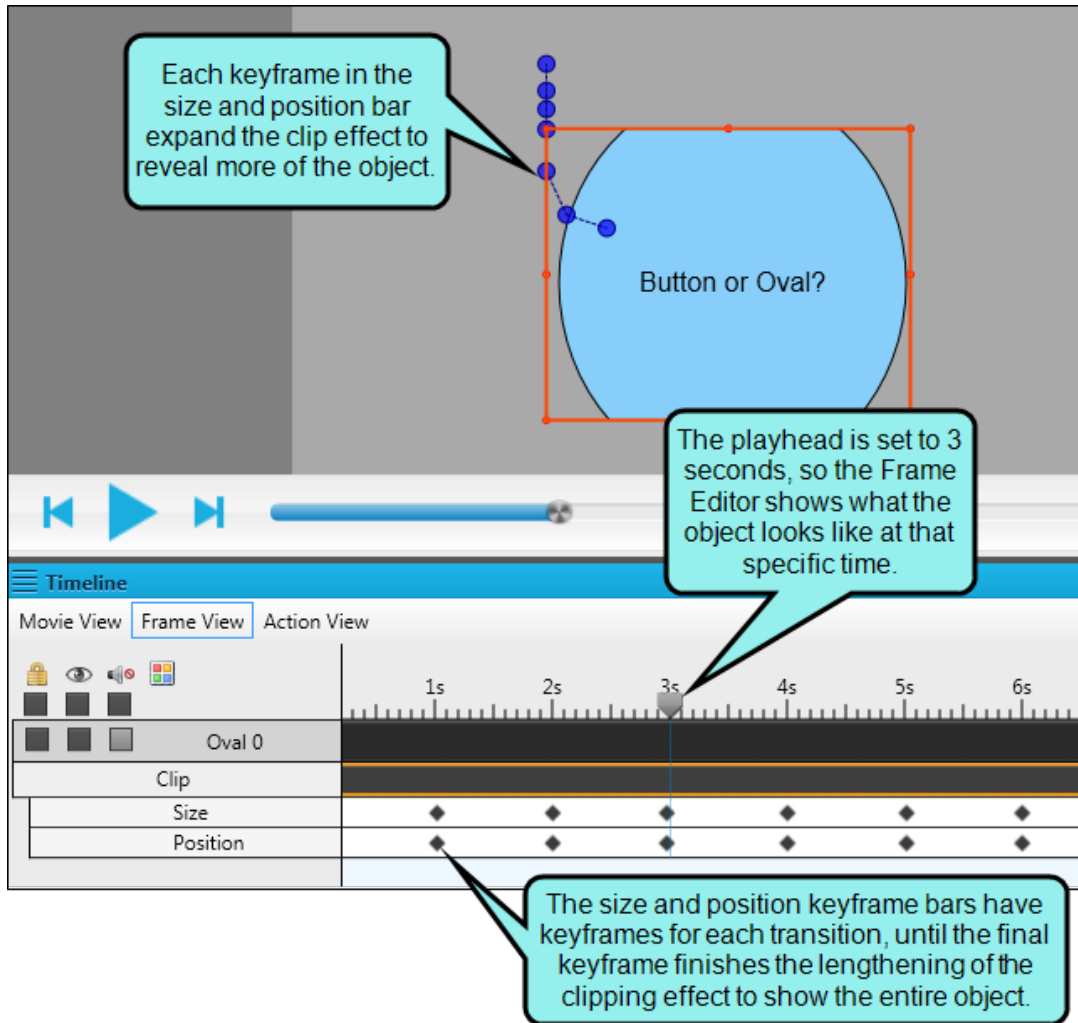 Each keyframe in the
size and position bar
expand the clip effect to
reveal more of the object.
Button or Oval?
The playhead is set to 3
seconds, so the Frame
Editor shows what the
object looks like at that
specific time.
Timeline
Movie View Frame View Action View
1s 2s 3s 4s 5s 6s
Oval 0
Clip
Size
Position
The size and position keyframe bars have
keyframes for each transition, until the final
keyframe finishes the lengthening of the
clipping effect to show the entire object.